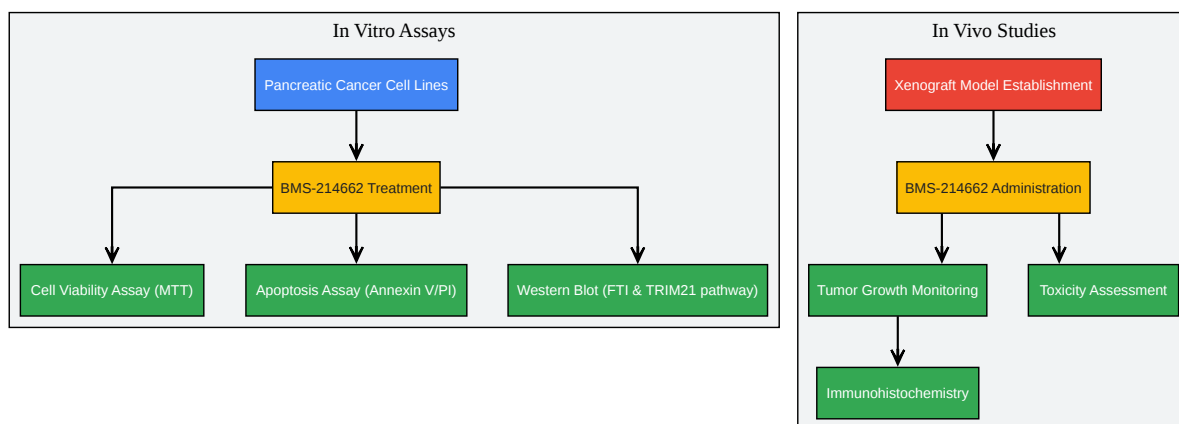 In Vitro Assays
Pancreatic Cancer Cell Lines
BMS-214662 Treatment
Cell Viability Assay (MTT)
Apoptosis Assay (Annexin V/PI)
Western Blot (FTI & TRIM21 pathway)
In Vivo Studies
Xenograft Model Establishment
BMS-214662 Administration
Tumor Growth Monitoring
Toxicity Assessment
Immunohistochemistry